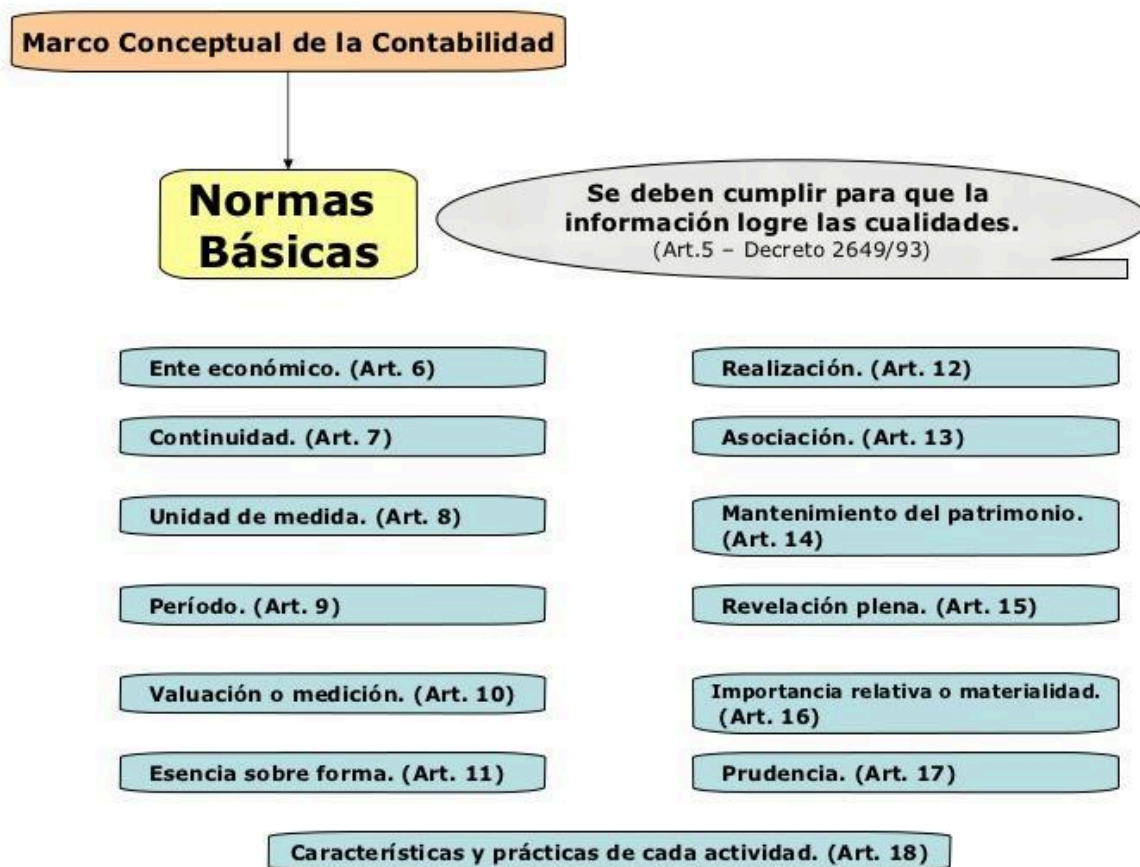 Marco Conceptual de la Contabilidad
Normas
Básicas
Se deben cumplir para que la
información logre las cualidades.
(Art.5 – Decreto 2649/93)
Ente económico. (Art. 6)
Continuidad. (Art. 7)
Unidad de medida. (Art. 8)
Período. (Art. 9)
Valuación o medición. (Art. 10)
Esencia sobre forma. (Art. 11)
Realización. (Art. 12)
Asociación. (Art. 13)
Mantenimiento del patrimonio.
(Art. 14)
Revelación plena. (Art. 15)
Importancia relativa o materialidad.
(Art. 16)
Prudencia. (Art. 17)
Características y prácticas de cada actividad. (Art. 18)